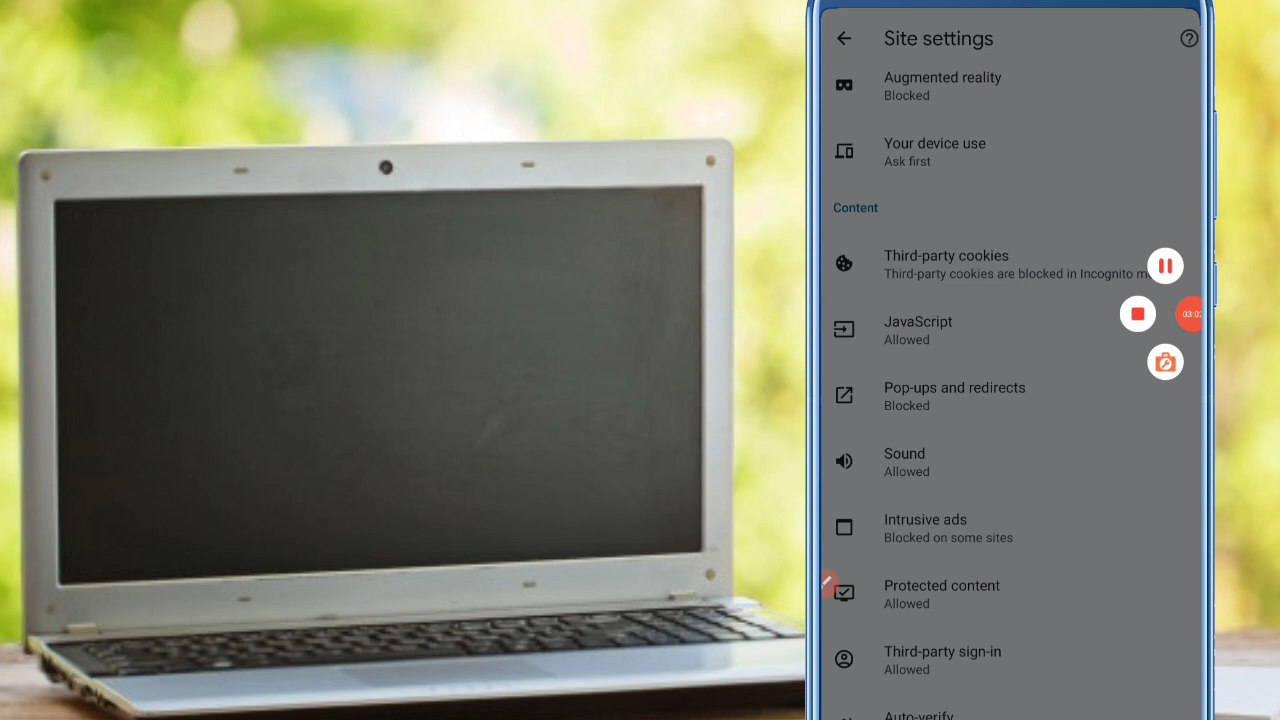 Site settings
Augmented reality
Blocked
Your device use
Ask first
Content
Third-party cookies
Third-party cookies are blocked in Incognito m
JavaScript
Allowed
Pop-ups and redirects
Blocked
Sound
Allowed
Intrusive ads
Blocked on some sites
Protected content
Allowed
Third-party sign-in
Allowed
Auto-verify
03:02